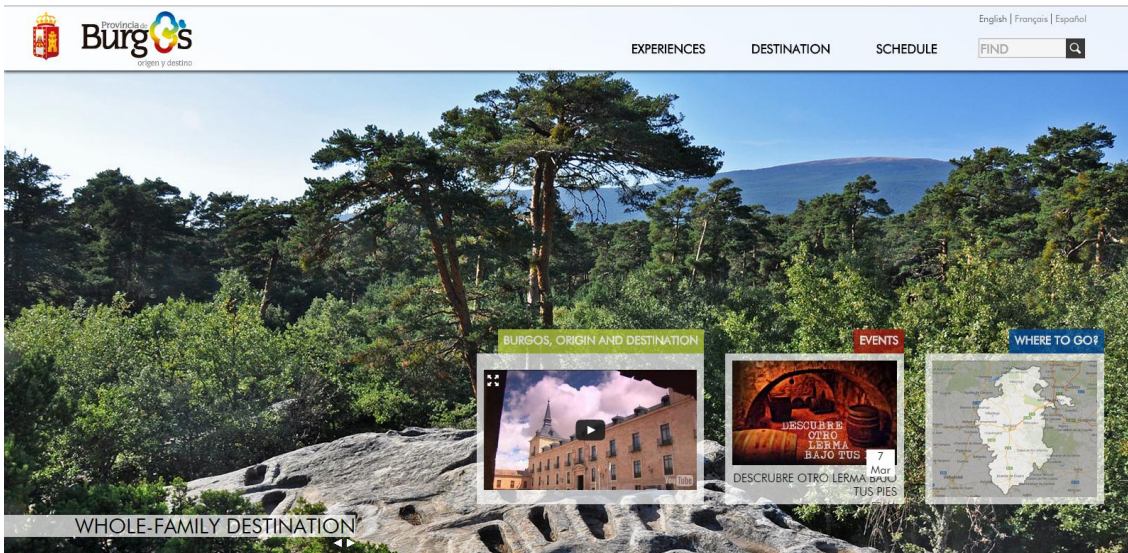 Provincia de
Burgos
origen y destino
English | Français | Español
EXPERIENCES
DESTINATION
SCHEDULE
FIND
BURGOS, ORIGIN AND DESTINATION
EVENTS
WHERE TO GO?
Tube
DESCUBRE
OTRO
LERMA
BAJO TUS
7
Mar
DESCRUBRE OTRO LERMA BAJO
TUS PIES
WHOLE-FAMILY DESTINATION